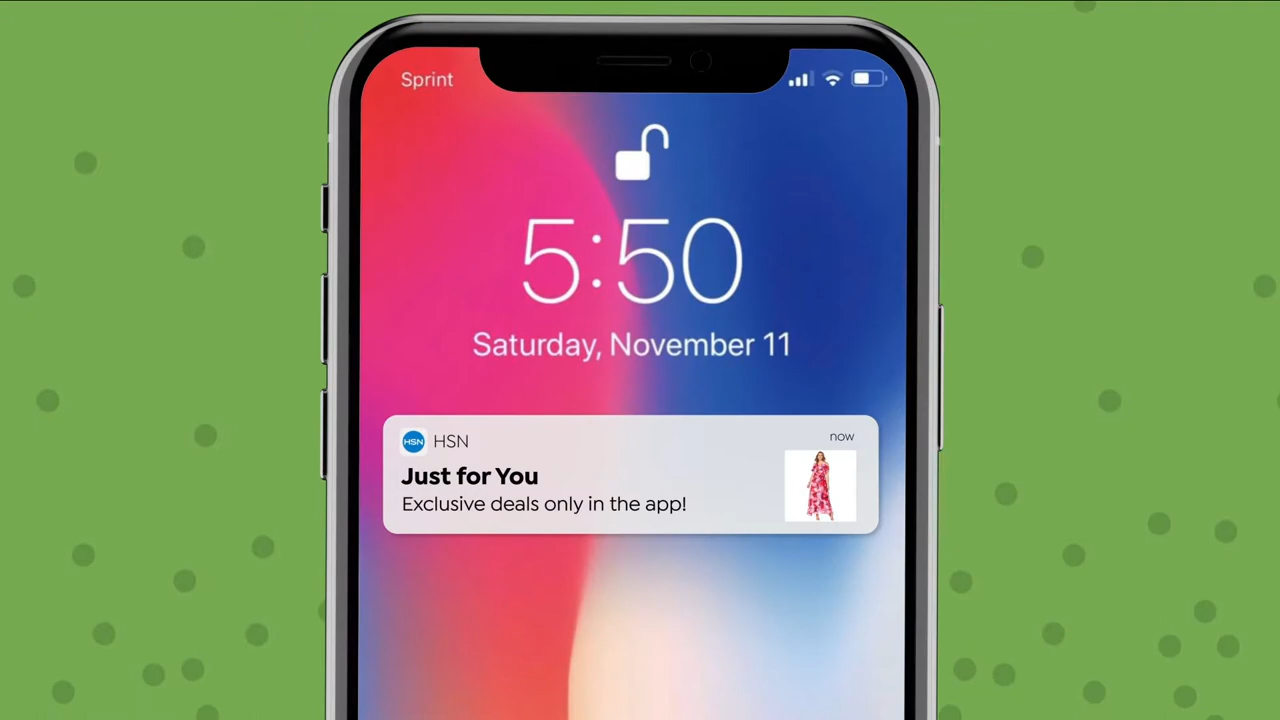 Sprint
5:50
Saturday, November 11
HSN HSN
now
Just for You
Exclusive deals only in the app!